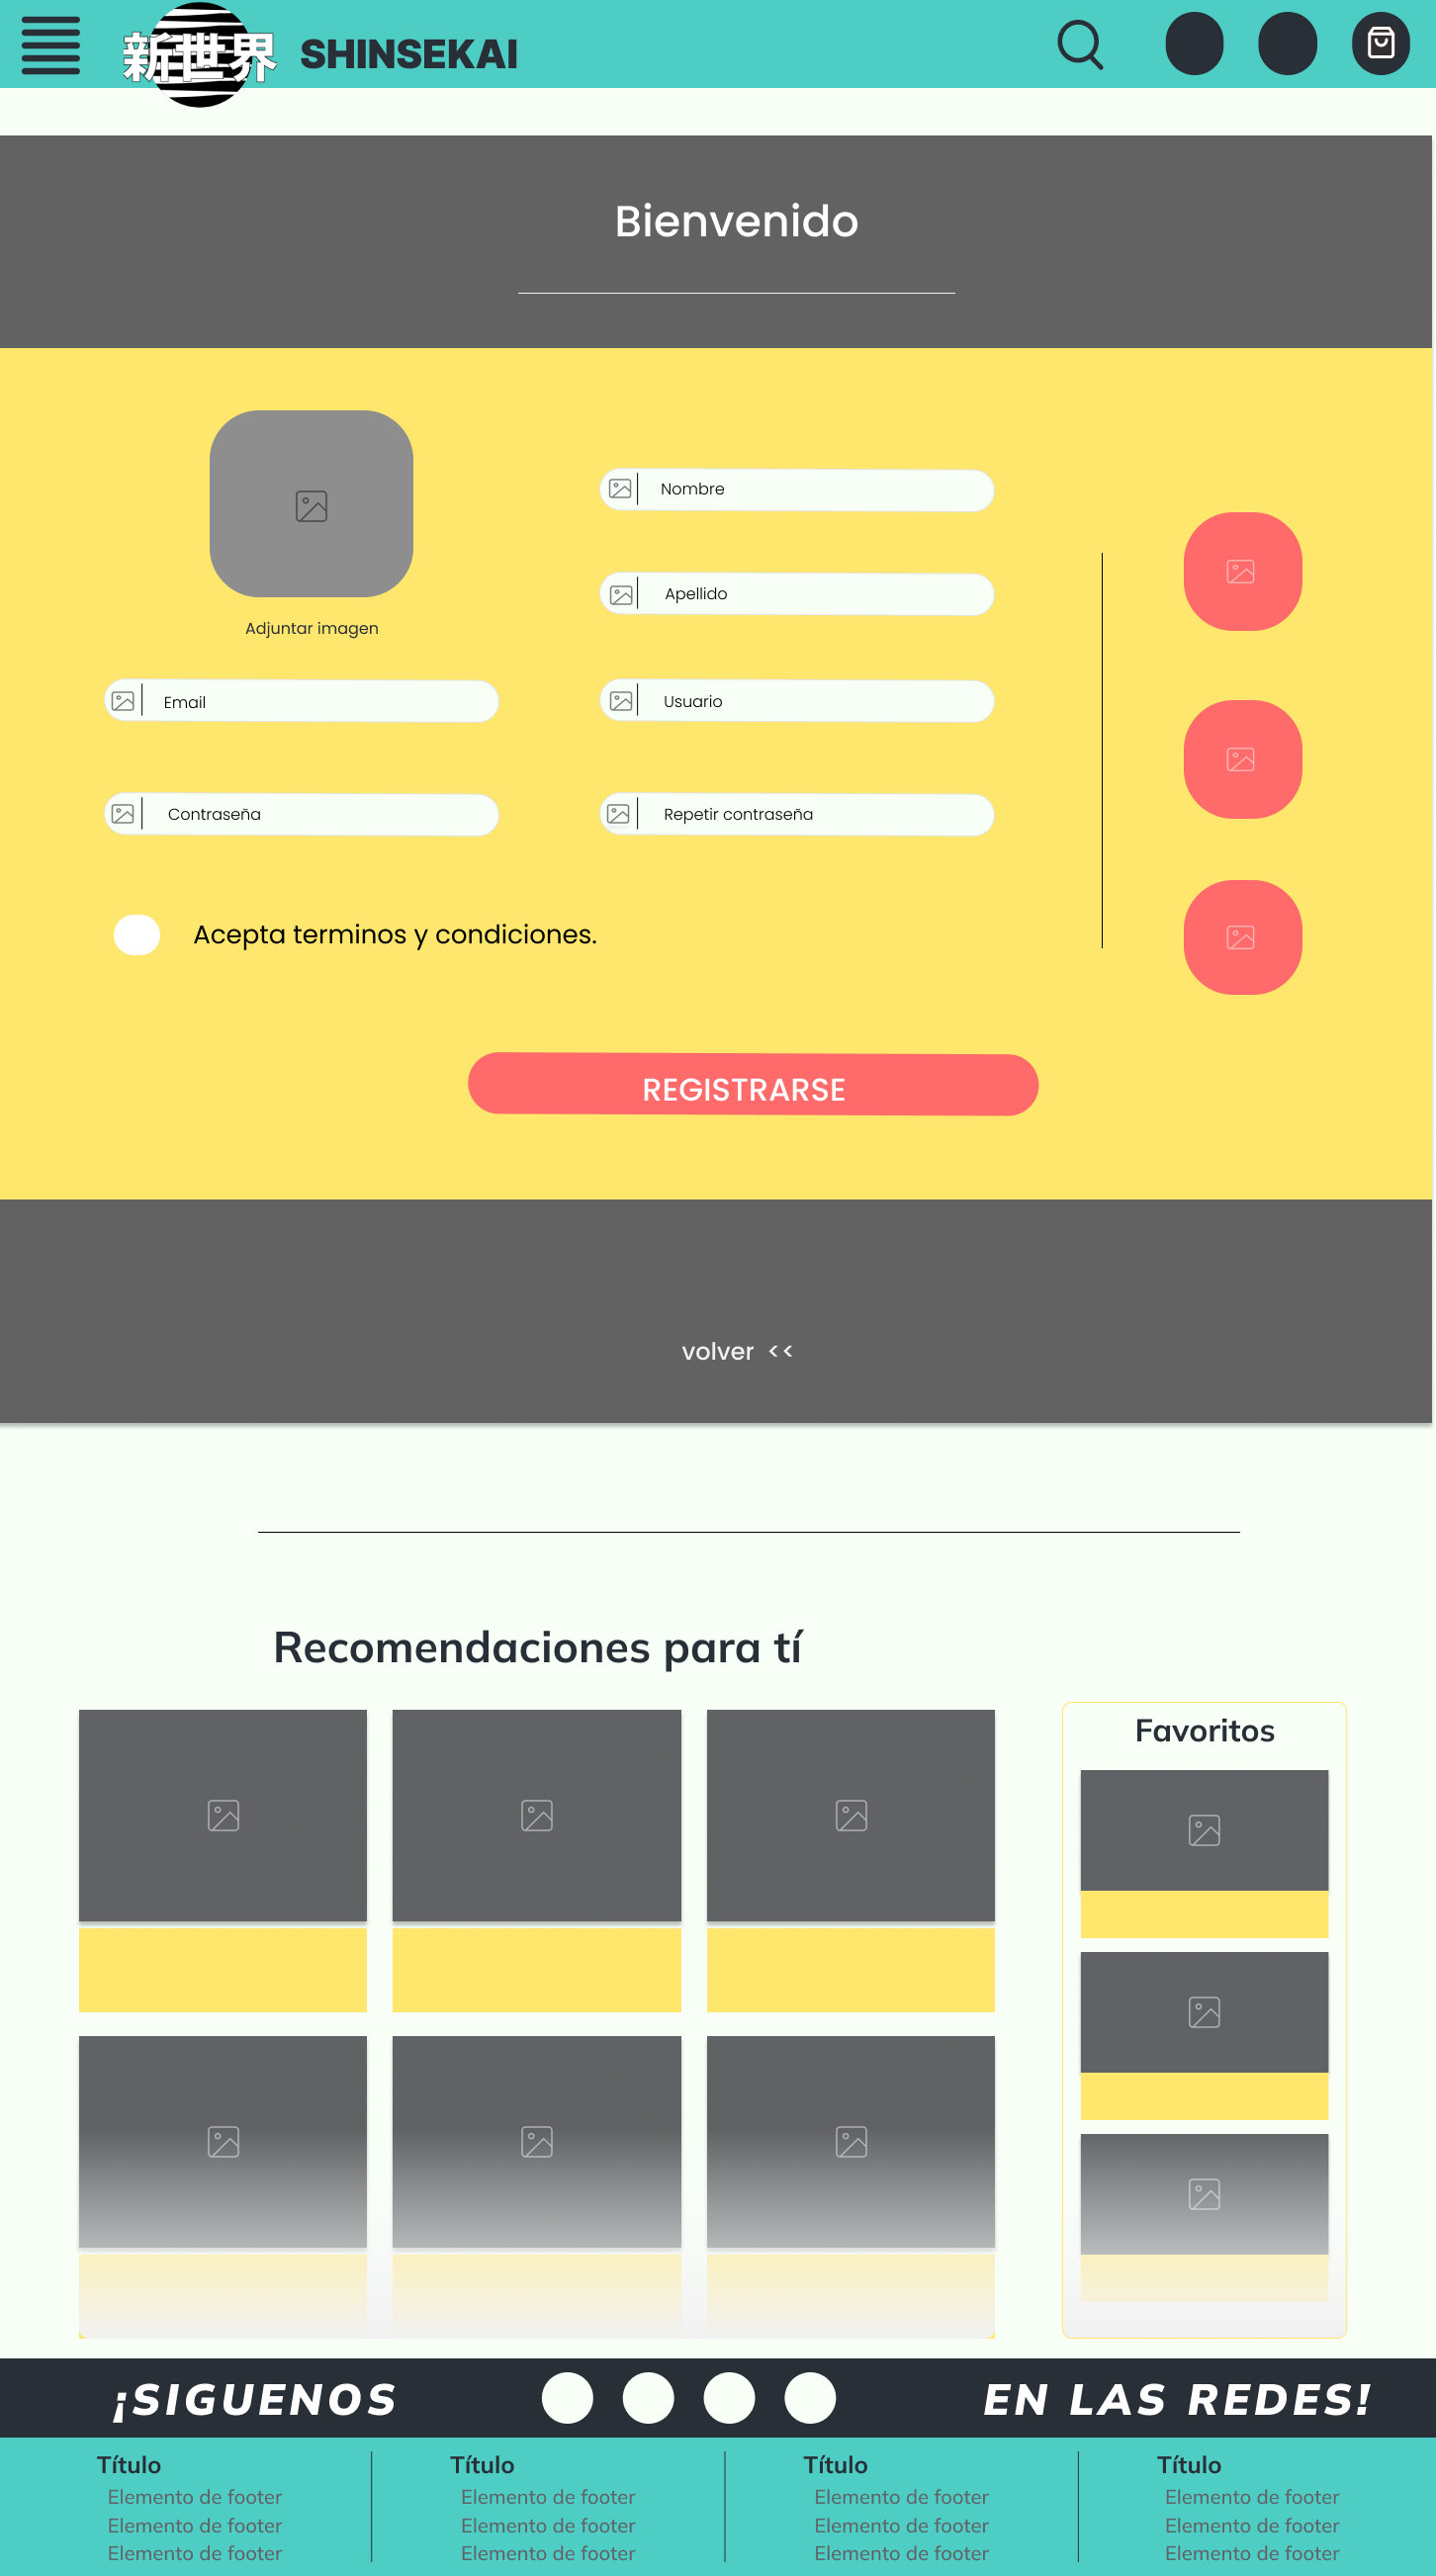 新世界 SHINSEKAI
Bienvenido
Nombre
Apellido
Adjuntar imagen
Email
Usuario
Contraseña
Repetir contraseña
Acepta terminos y condiciones.
REGISTRARSE
volver <<
Recomendaciones para tí
Favoritos
¡SIGUENOS
EN LAS REDES!
Título
Elemento de footer
Elemento de footer
Elemento de footer
Título
Elemento de footer
Elemento de footer
Elemento de footer
Título
Elemento de footer
Elemento de footer
Elemento de footer
Título
Elemento de footer
Elemento de footer
Elemento de footer